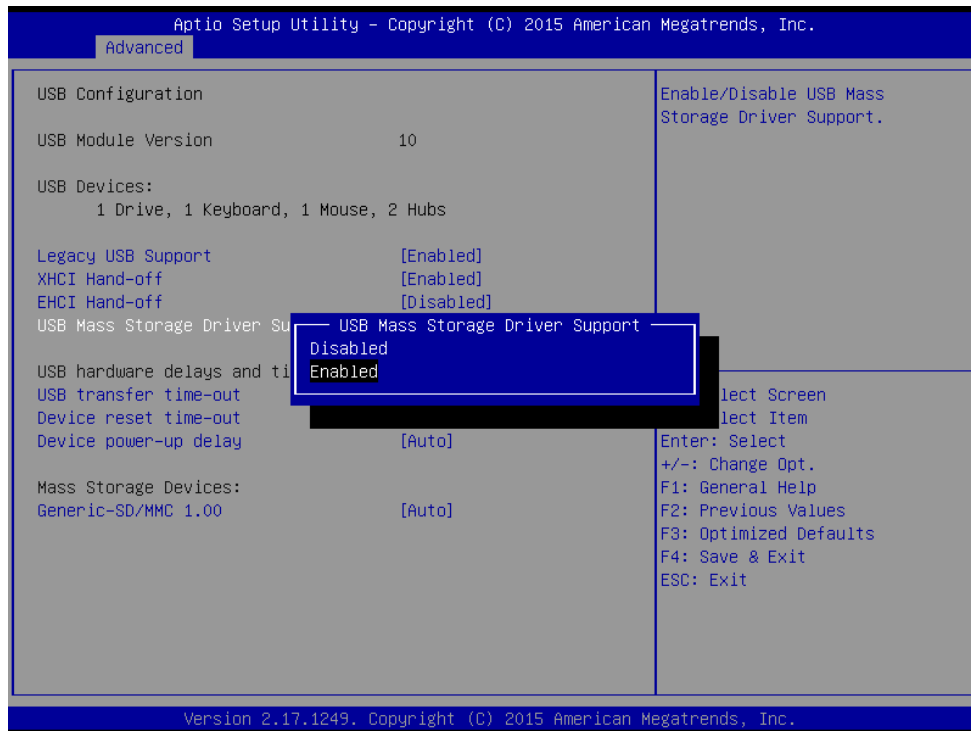 Aptio Setup Utility – Copyright (C) 2015 American Megatrends, Inc.
Advanced
USB Configuration
USB Module Version 10
USB Devices:
1 Drive, 1 Keyboard, 1 Mouse, 2 Hubs
Legacy USB Support [Enabled]
XHCI Hand-off [Enabled]
EHCI Hand-off [Disabled]
USB Mass Storage Driver Su
USB hardware delays and ti
USB transfer time-out
Device reset time-out
Device power-up delay [Auto]
Mass Storage Devices:
Generic-SD/MMC 1.00 [Auto]
USB Mass Storage Driver Support
Disabled
Enabled
Enable/Disable USB Mass
Storage Driver Support.
lect Screen
lect Item
Enter: Select
+/-: Change Opt.
F1: General Help
F2: Previous Values
F3: Optimized Defaults
F4: Save & Exit
ESC: Exit
Version 2.17.1249. Copyright (C) 2015 American Megatrends, Inc.